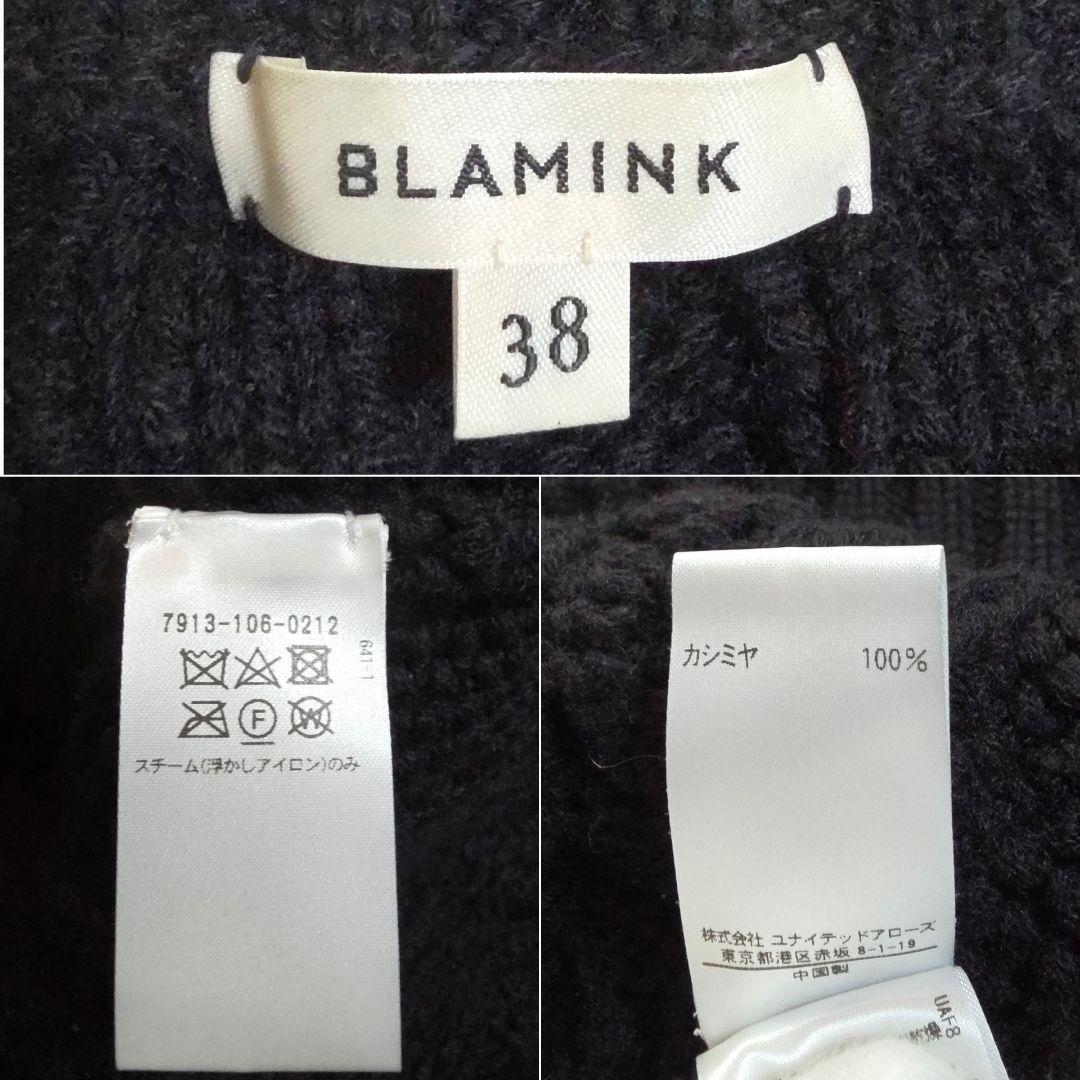 BLAMINK
38
7913-106-0212
641-1
F
W
スチーム(浮かしアイロン)のみ
カシミヤ 100%
株式会社 ユナイテッドアローズ
東京都港区赤坂 8-1-19
中国製
UAF8